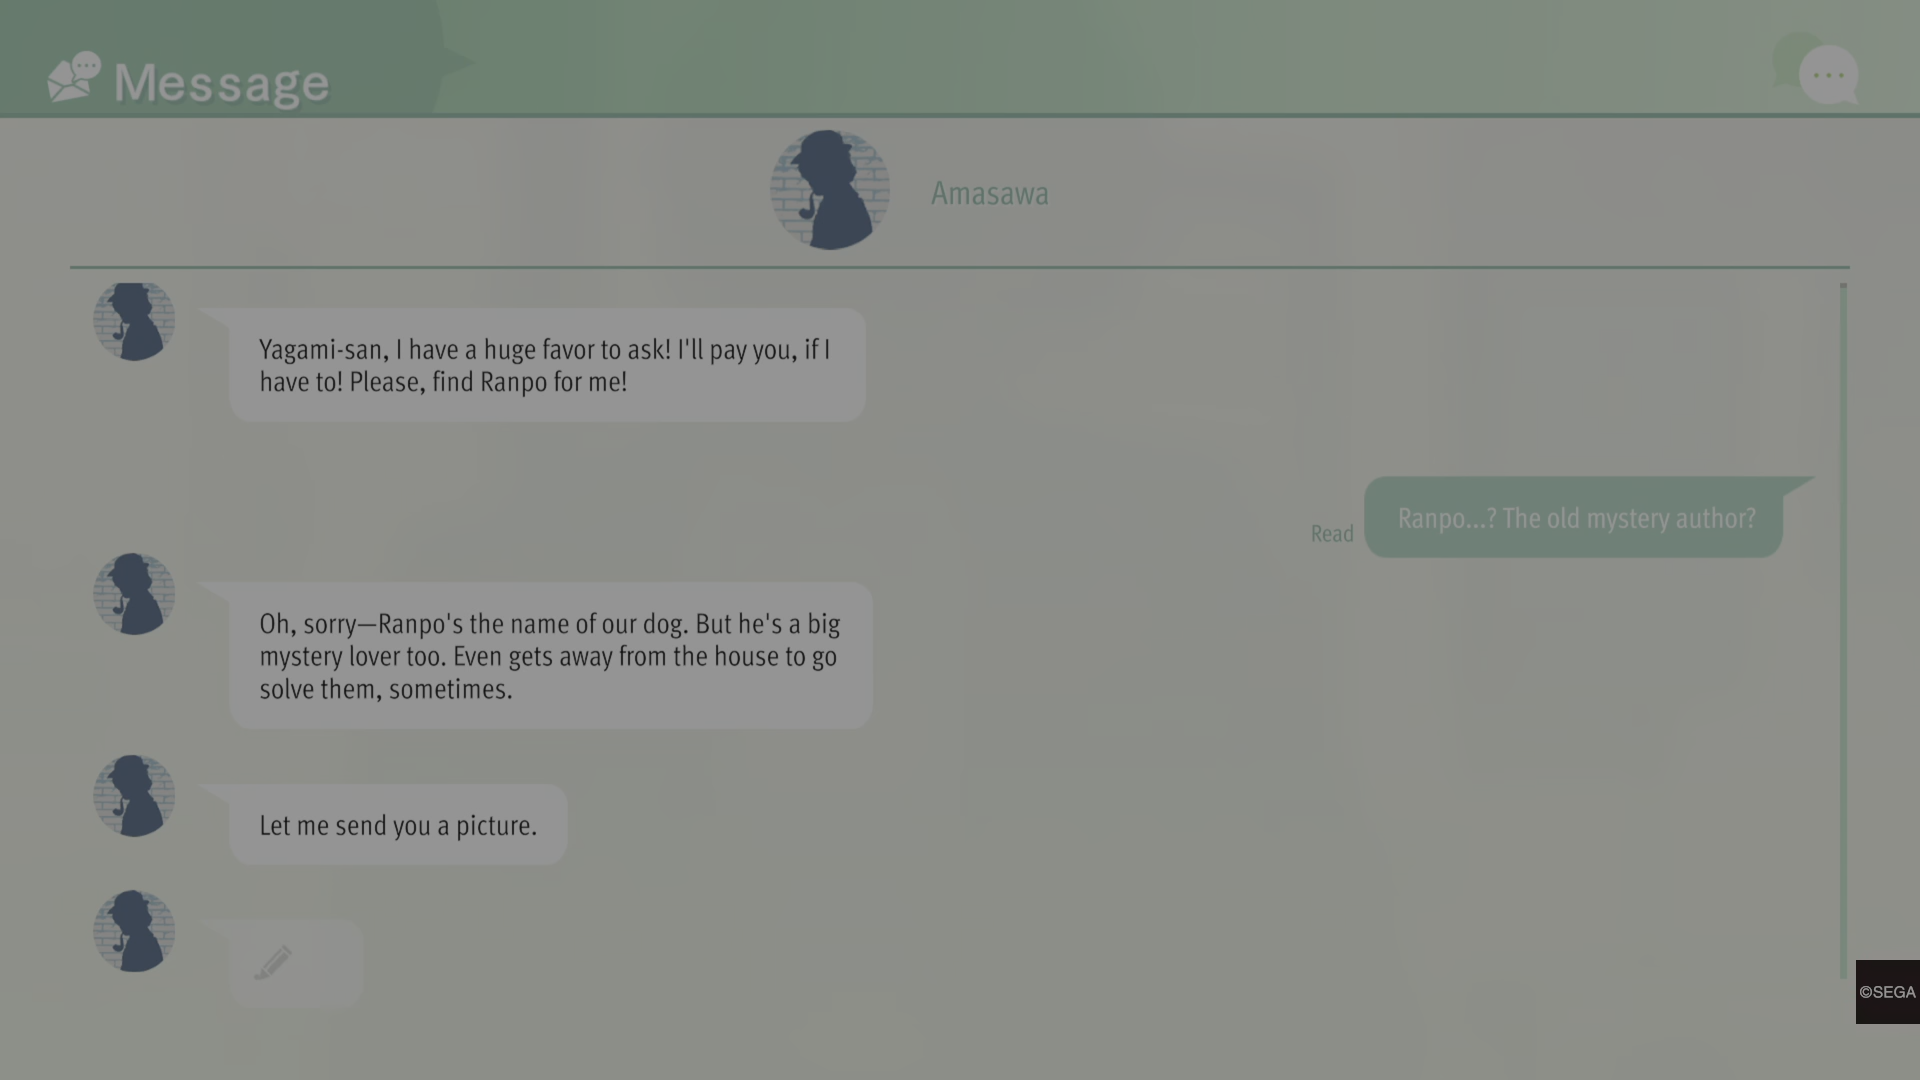 Message
Amasawa
Yagami-san, I have a huge favor to ask! I'll pay you, if I
have to! Please, find Ranpo for me!
Ranpo...? The old mystery author?
Read
Oh, sorry—Ranpo's the name of our dog. But he's a big
mystery lover too. Even gets away from the house to go
solve them, sometimes.
Let me send you a picture.
©SEGA